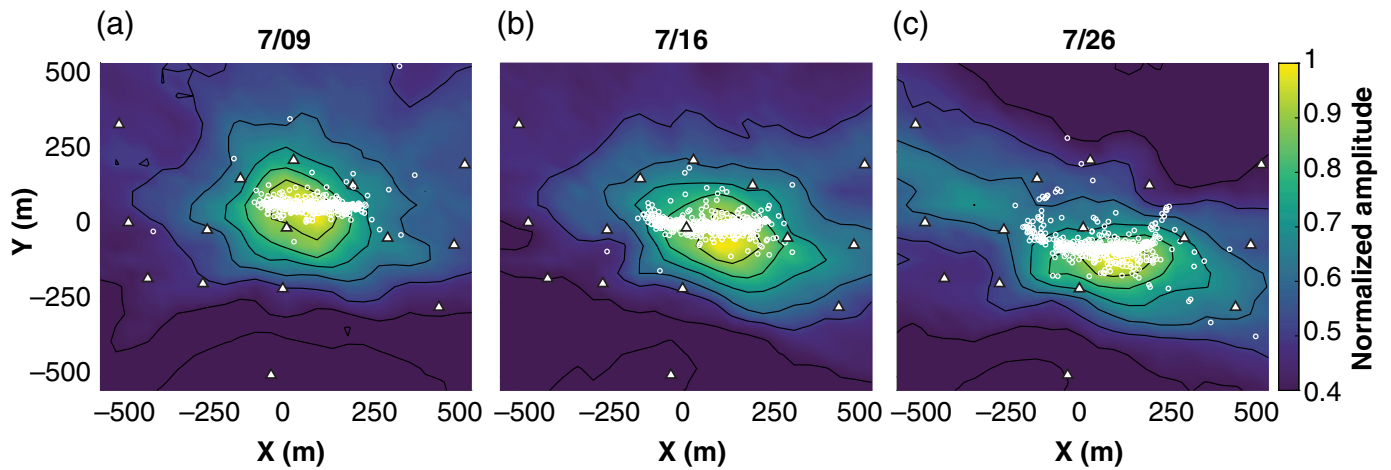 (a)
7/09
(b)
7/16
(c)
7/26
500
250
0
−250
−500
Y (m)
−500 −250 0 250 500
X (m)
−500 −250 0 250 500
X (m)
−500 −250 0 250 500
X (m)
1
0.9
0.8
0.7
0.6
0.5
0.4
Normalized amplitude